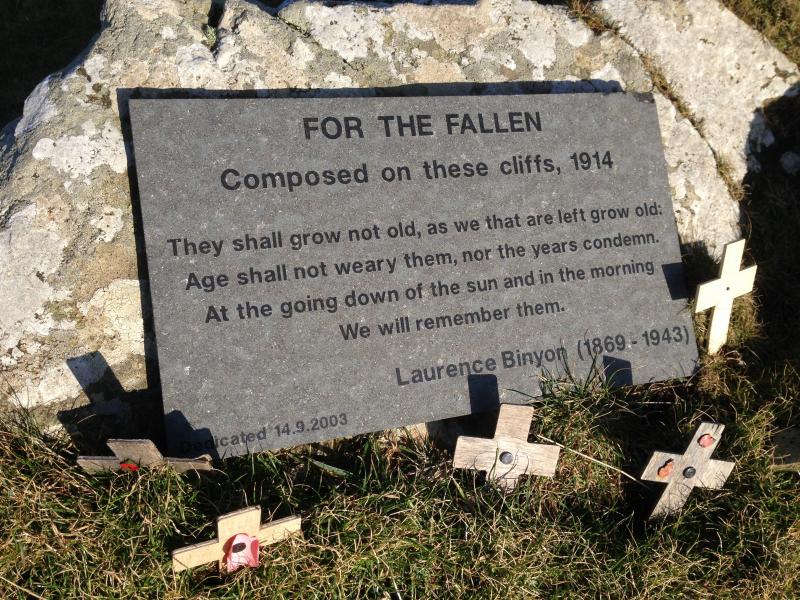 FOR THE FALLEN
Composed on these cliffs, 1914
They shall grow not old, as we that are left grow old:
Age shall not weary them, nor the years condemn.
At the going down of the sun and in the morning
We will remember them.
Laurence Binyon (1869 - 1943)
Dedicated 14.9.2003